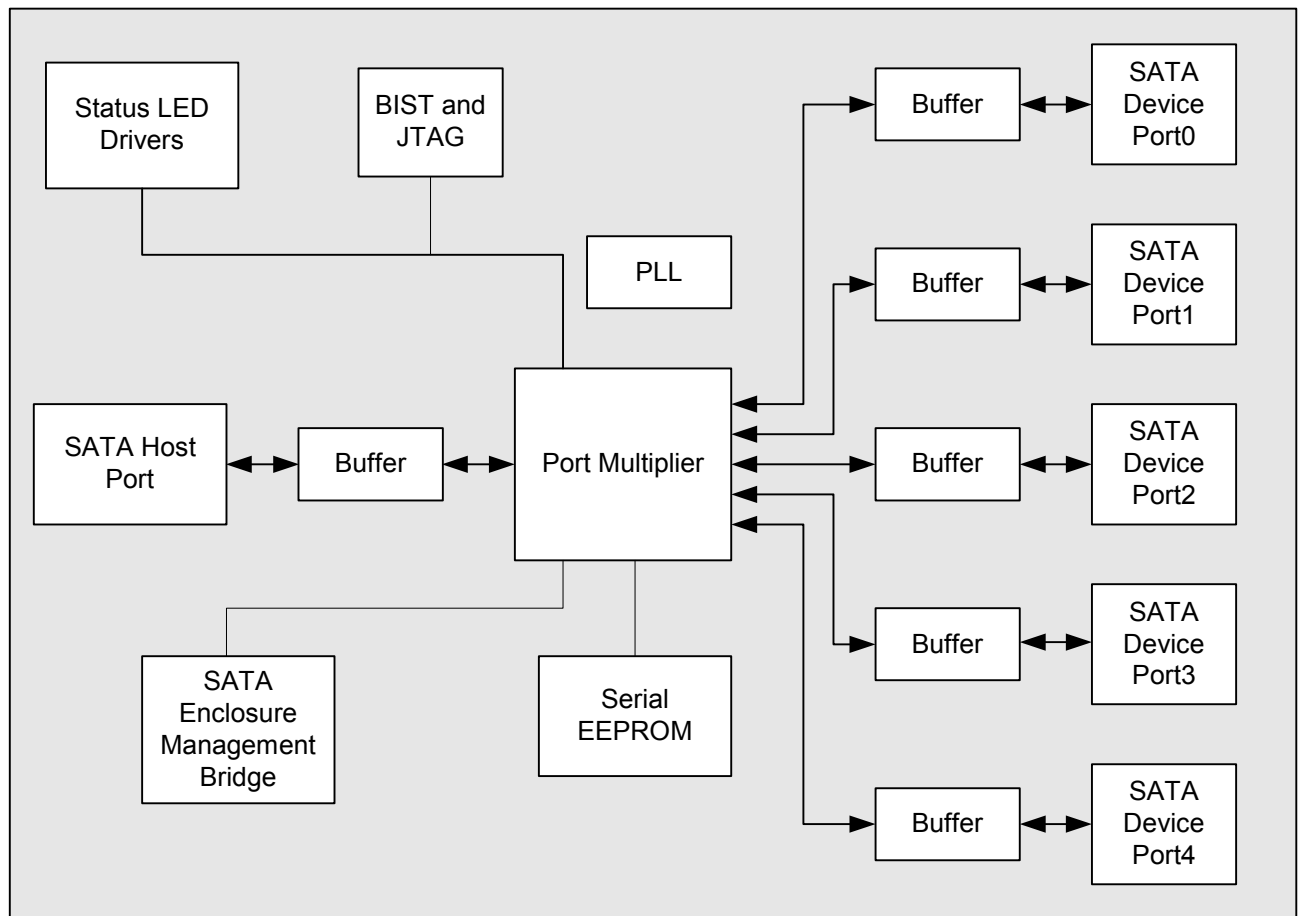 Status LED
Drivers
BIST and
JTAG
PLL
SATA Host
Port
Buffer
Port Multiplier
SATA
Enclosure
Management
Bridge
Serial
EEPROM
Buffer
SATA
Device
Port0
Buffer
SATA
Device
Port1
Buffer
SATA
Device
Port2
Buffer
SATA
Device
Port3
Buffer
SATA
Device
Port4